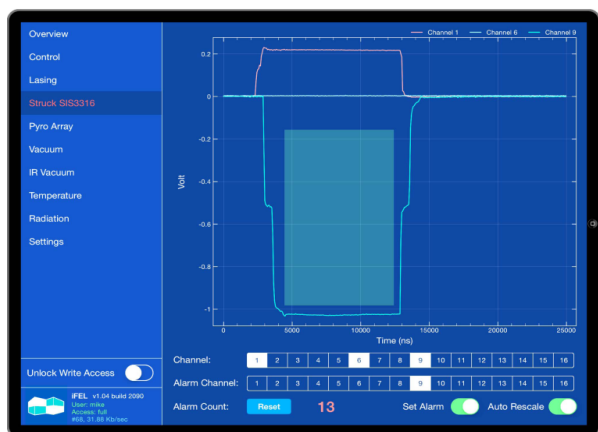 Overview
Control
Lasing
Struck SIS3316
Pyro Array
Vacuum
IR Vacuum
Temperature
Radiation
Settings
Unlock Write Access
iFEL v1.04 build 2090
User: mike
Access: full
#68, 31.88 Kb/sec
Channel 1 Channel 6 Channel 9
0.2
0
-0.2
-0.4
-0.6
-0.8
-1
Volt
0 5000 10000 15000 20000 25000
Time (ns)
Channel: 1 2 3 4 5 6 7 8 9 10 11 12 13 14 15 16
Alarm Channel: 1 2 3 4 5 6 7 8 9 10 11 12 13 14 15 16
Alarm Count: Reset 13 Set Alarm Auto Rescale